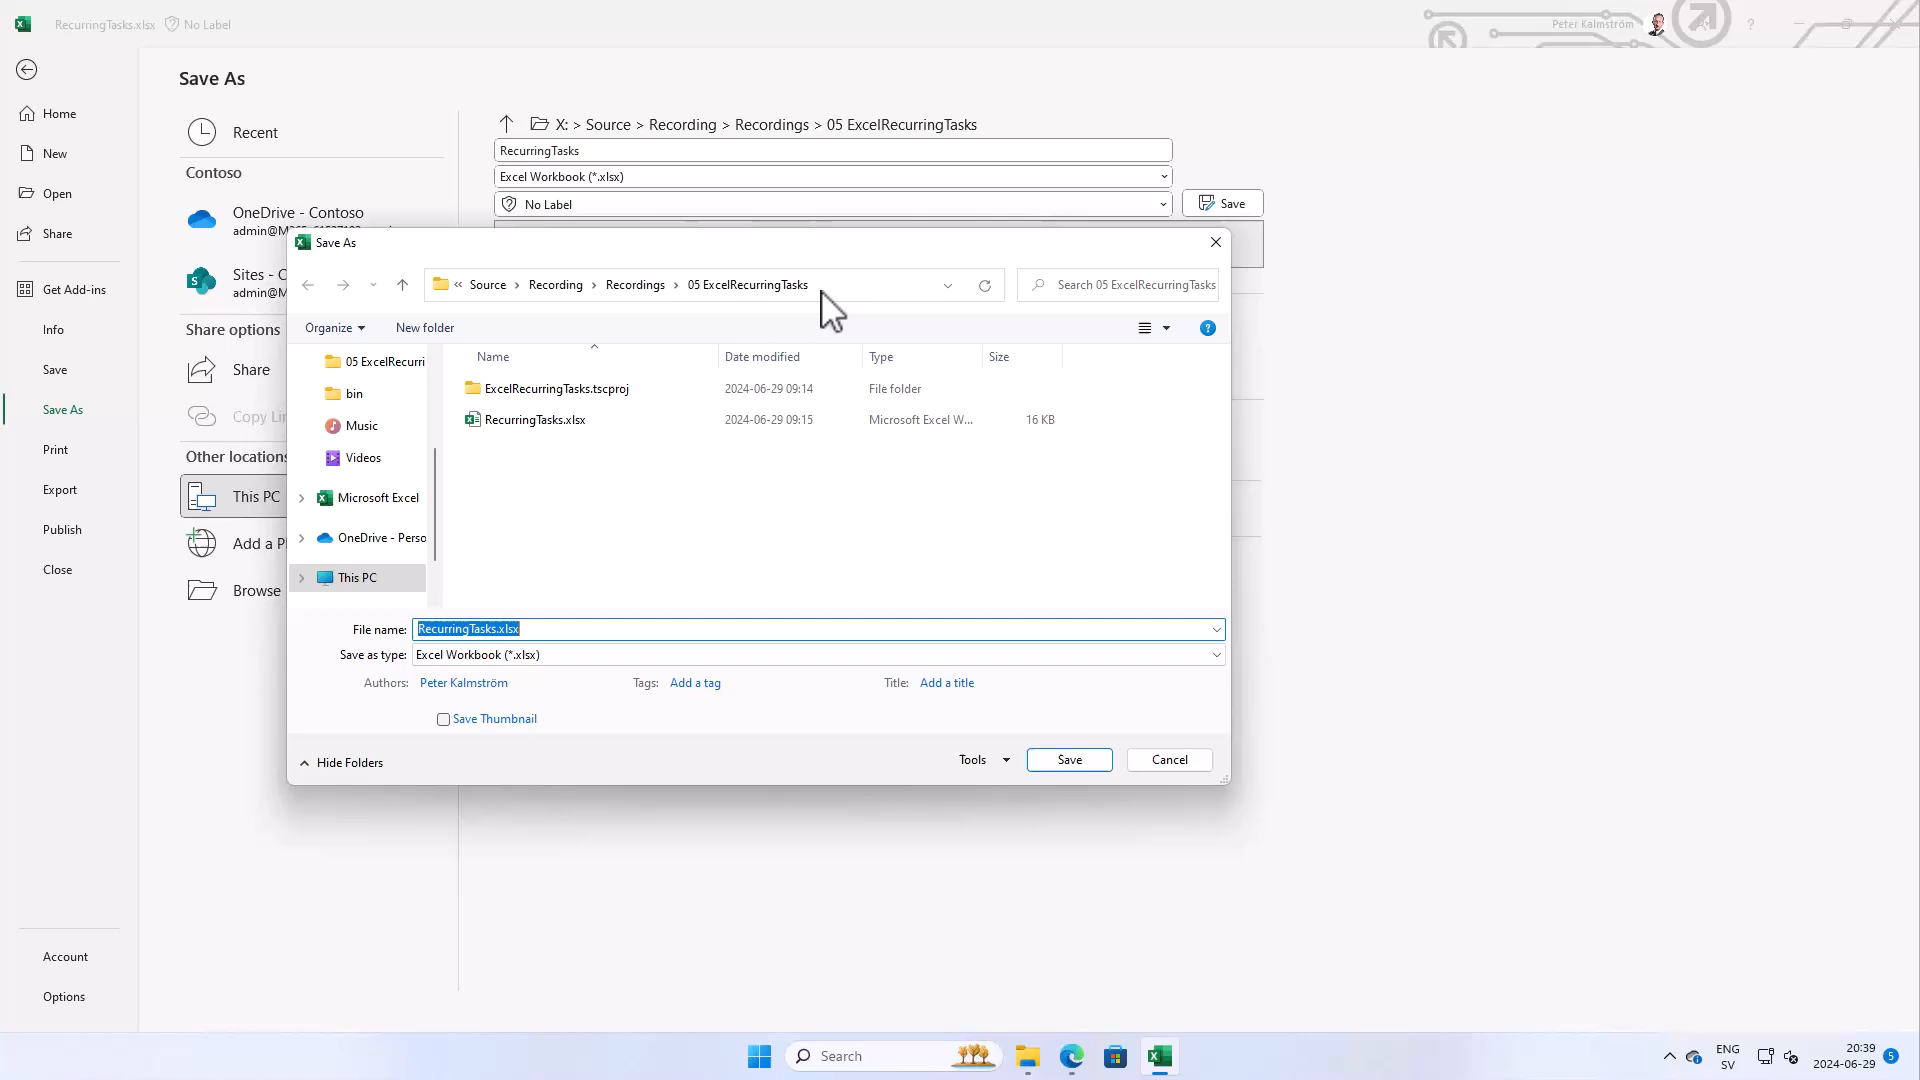 RecurringTasks.xlsx No Label
Peter Kalmström
?
Save As
Home
New
Open
Share
Get Add-ins
Info
Save
Save As
Print
Export
Publish
Close
Account
Options
Recent
Contoso
OneDrive - Contoso
Sites - C
Share options
Share
Copy Li
Other locations
This PC
Add a P
Browse
X: > Source > Recording > Recordings > 05 ExcelRecurringTasks
RecurringTasks
Excel Workbook (*.xlsx)
No Label
Save
Save As
« Source > Recording > Recordings > 05 ExcelRecurringTasks
Search 05 ExcelRecurringTasks
Organize New folder
?
Name Date modified Type Size
05 ExcelRecurri
bin
Music
Videos
Microsoft Excel
OneDrive - Perso
This PC
ExcelRecurringTasks.tscproj 2024-06-29 09:14 File folder
RecurringTasks.xlsx 2024-06-29 09:15 Microsoft Excel W... 16 KB
File name: RecurringTasks.xlsx
Save as type: Excel Workbook (*.xlsx)
Authors: Peter Kalmström Tags: Add a tag Title: Add a title
Save Thumbnail
Hide Folders
Tools Save Cancel
Search
ENG
SV
20:39
2024-06-29
5